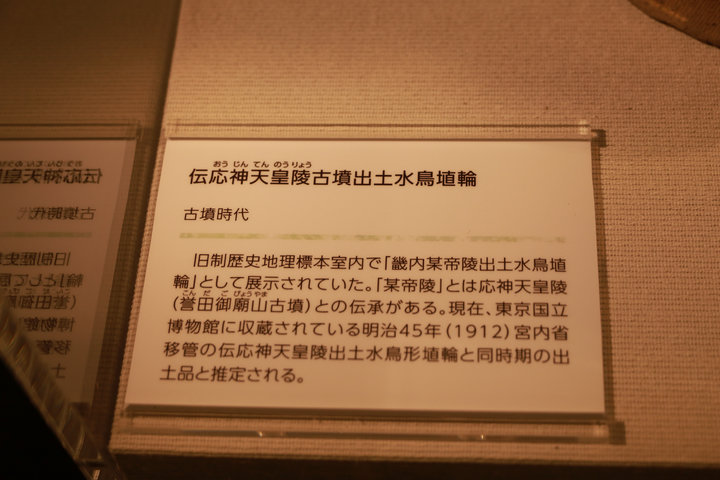 おうじんてんのうりょう
伝応神天皇陵古墳出土水鳥埴輪
古墳時代
旧制歴史地理標本室内で「畿内某帝陵出土水鳥埴
輪」として展示されていた。「某帝陵」とは応神天皇陵
こんだごびょうやま
（誉田御廟山古墳）との伝承がある。現在、東京国立
博物館に収蔵されている明治45年（1912）宮内省
移管の伝応神天皇陵出土水鳥形埴輪と同時期の出
土品と推定される。